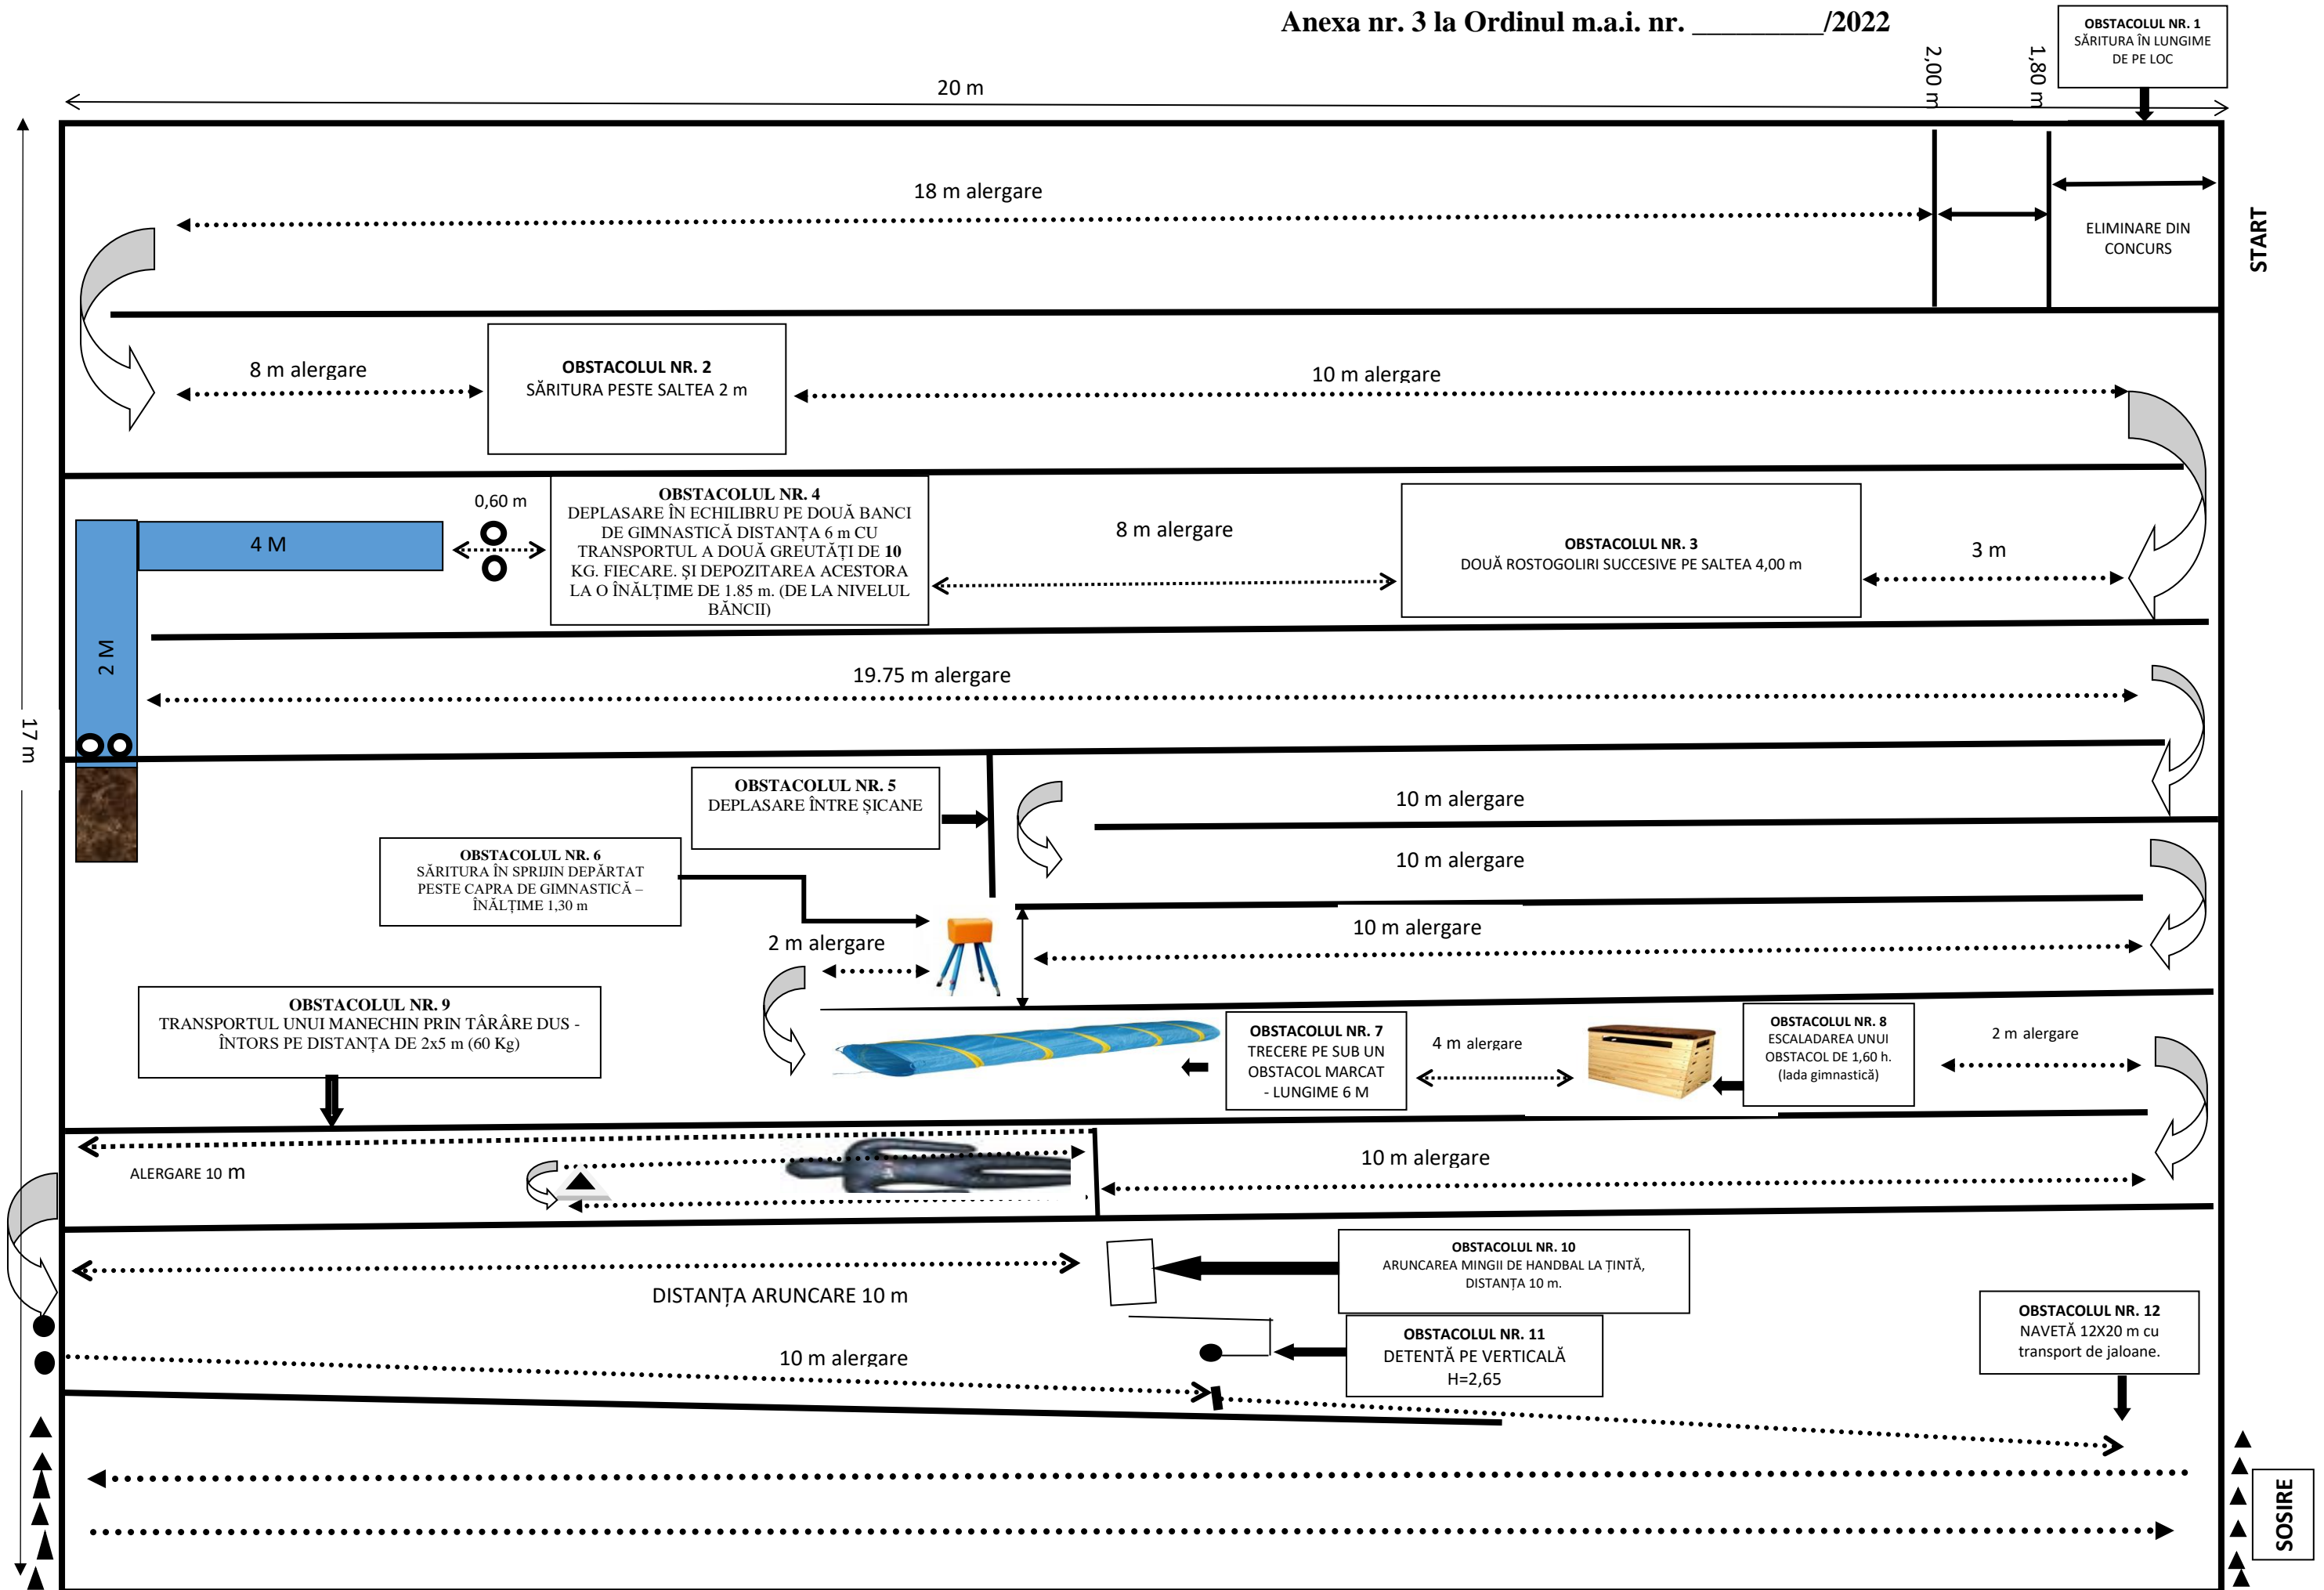 Anexa nr. 3 la Ordinul m.a.i. nr. _________/2022
OBSTACOLUL NR. 1
SĂRITURA ÎN LUNGIME
DE PE LOC
2,00 m
1,80 m
20 m
18 m alergare
ELIMINARE DIN
CONCURS
START
8 m alergare
OBSTACOLUL NR. 2
SĂRITURA PESTE SALTEA 2 m
10 m alergare
4 M
0,60 m
OBSTACOLUL NR. 4
DEPLASARE ÎN ECHILIBRU PE DOUĂ BANCI
DE GIMNASTICĂ DISTANȚA 6 m CU
TRANSPORTUL A DOUĂ GREUTĂȚI DE 10
KG. FIECARE. ȘI DEPOZITAREA ACESTORA
LA O ÎNĂLȚIME DE 1.85 m. (DE LA NIVELUL
BĂNCII)
8 m alergare
OBSTACOLUL NR. 3
DOUĂ ROSTOGOLIRI SUCCESIVE PE SALTEA 4,00 m
3 m
2 M
19.75 m alergare
17 m
OBSTACOLUL NR. 5
DEPLASARE ÎNTRE ȘICANE
10 m alergare
OBSTACOLUL NR. 6
SĂRITURA ÎN SPRIJIN DEPĂRTAT
PESTE CAPRA DE GIMNASTICĂ –
ÎNĂLȚIME 1,30 m
10 m alergare
2 m alergare
10 m alergare
OBSTACOLUL NR. 9
TRANSPORTUL UNUI MANECHIN PRIN TÂRÂRE DUS -
ÎNTORS PE DISTANȚA DE 2x5 m (60 Kg)
OBSTACOLUL NR. 7
TRECERE PE SUB UN
OBSTACOL MARCAT
- LUNGIME 6 M
4 m alergare
OBSTACOLUL NR. 8
ESCALADAREA UNUI
OBSTACOL DE 1,60 h.
(lada gimnastică)
2 m alergare
ALERGARE 10 m
10 m alergare
DISTANȚA ARUNCARE 10 m
OBSTACOLUL NR. 10
ARUNCAREA MINGII DE HANDBAL LA ȚINTĂ,
DISTANȚA 10 m.
10 m alergare
OBSTACOLUL NR. 11
DETENTĂ PE VERTICALĂ
H=2,65
OBSTACOLUL NR. 12
NAVETĂ 12X20 m cu
transport de jaloane.
SOSIRE